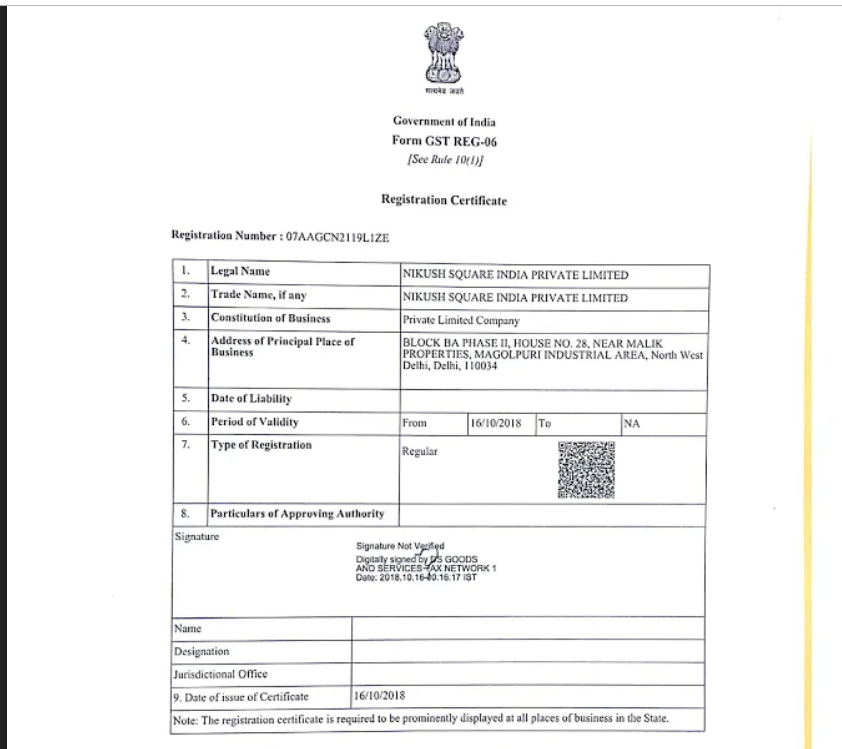 सत्यमेव जयते
Government of India
Form GST REG-06
[See Rule 10(1)]
Registration Certificate
Registration Number : 07AAGCN2119L1ZE
1. Legal Name NIKUSH SQUARE INDIA PRIVATE LIMITED
2. Trade Name, if any NIKUSH SQUARE INDIA PRIVATE LIMITED
3. Constitution of Business Private Limited Company
4. Address of Principal Place of
Business
BLOCK BA PHASE II, HOUSE NO. 28, NEAR MALIK
PROPERTIES, MAGOLPURI INDUSTRIAL AREA, North West
Delhi, Delhi, 110034
5. Date of Liability
6. Period of Validity From 16/10/2018 To NA
7. Type of Registration Regular
8. Particulars of Approving Authority
Signature
Signature Not Verified
Digitally signed by DS GOODS
AND SERVICES TAX NETWORK 1
Date: 2018.10.16 :16:17 IST
Name
Designation
Jurisdictional Office
9. Date of issue of Certificate 16/10/2018
Note: The registration certificate is required to be prominently displayed at all places of business in the State.